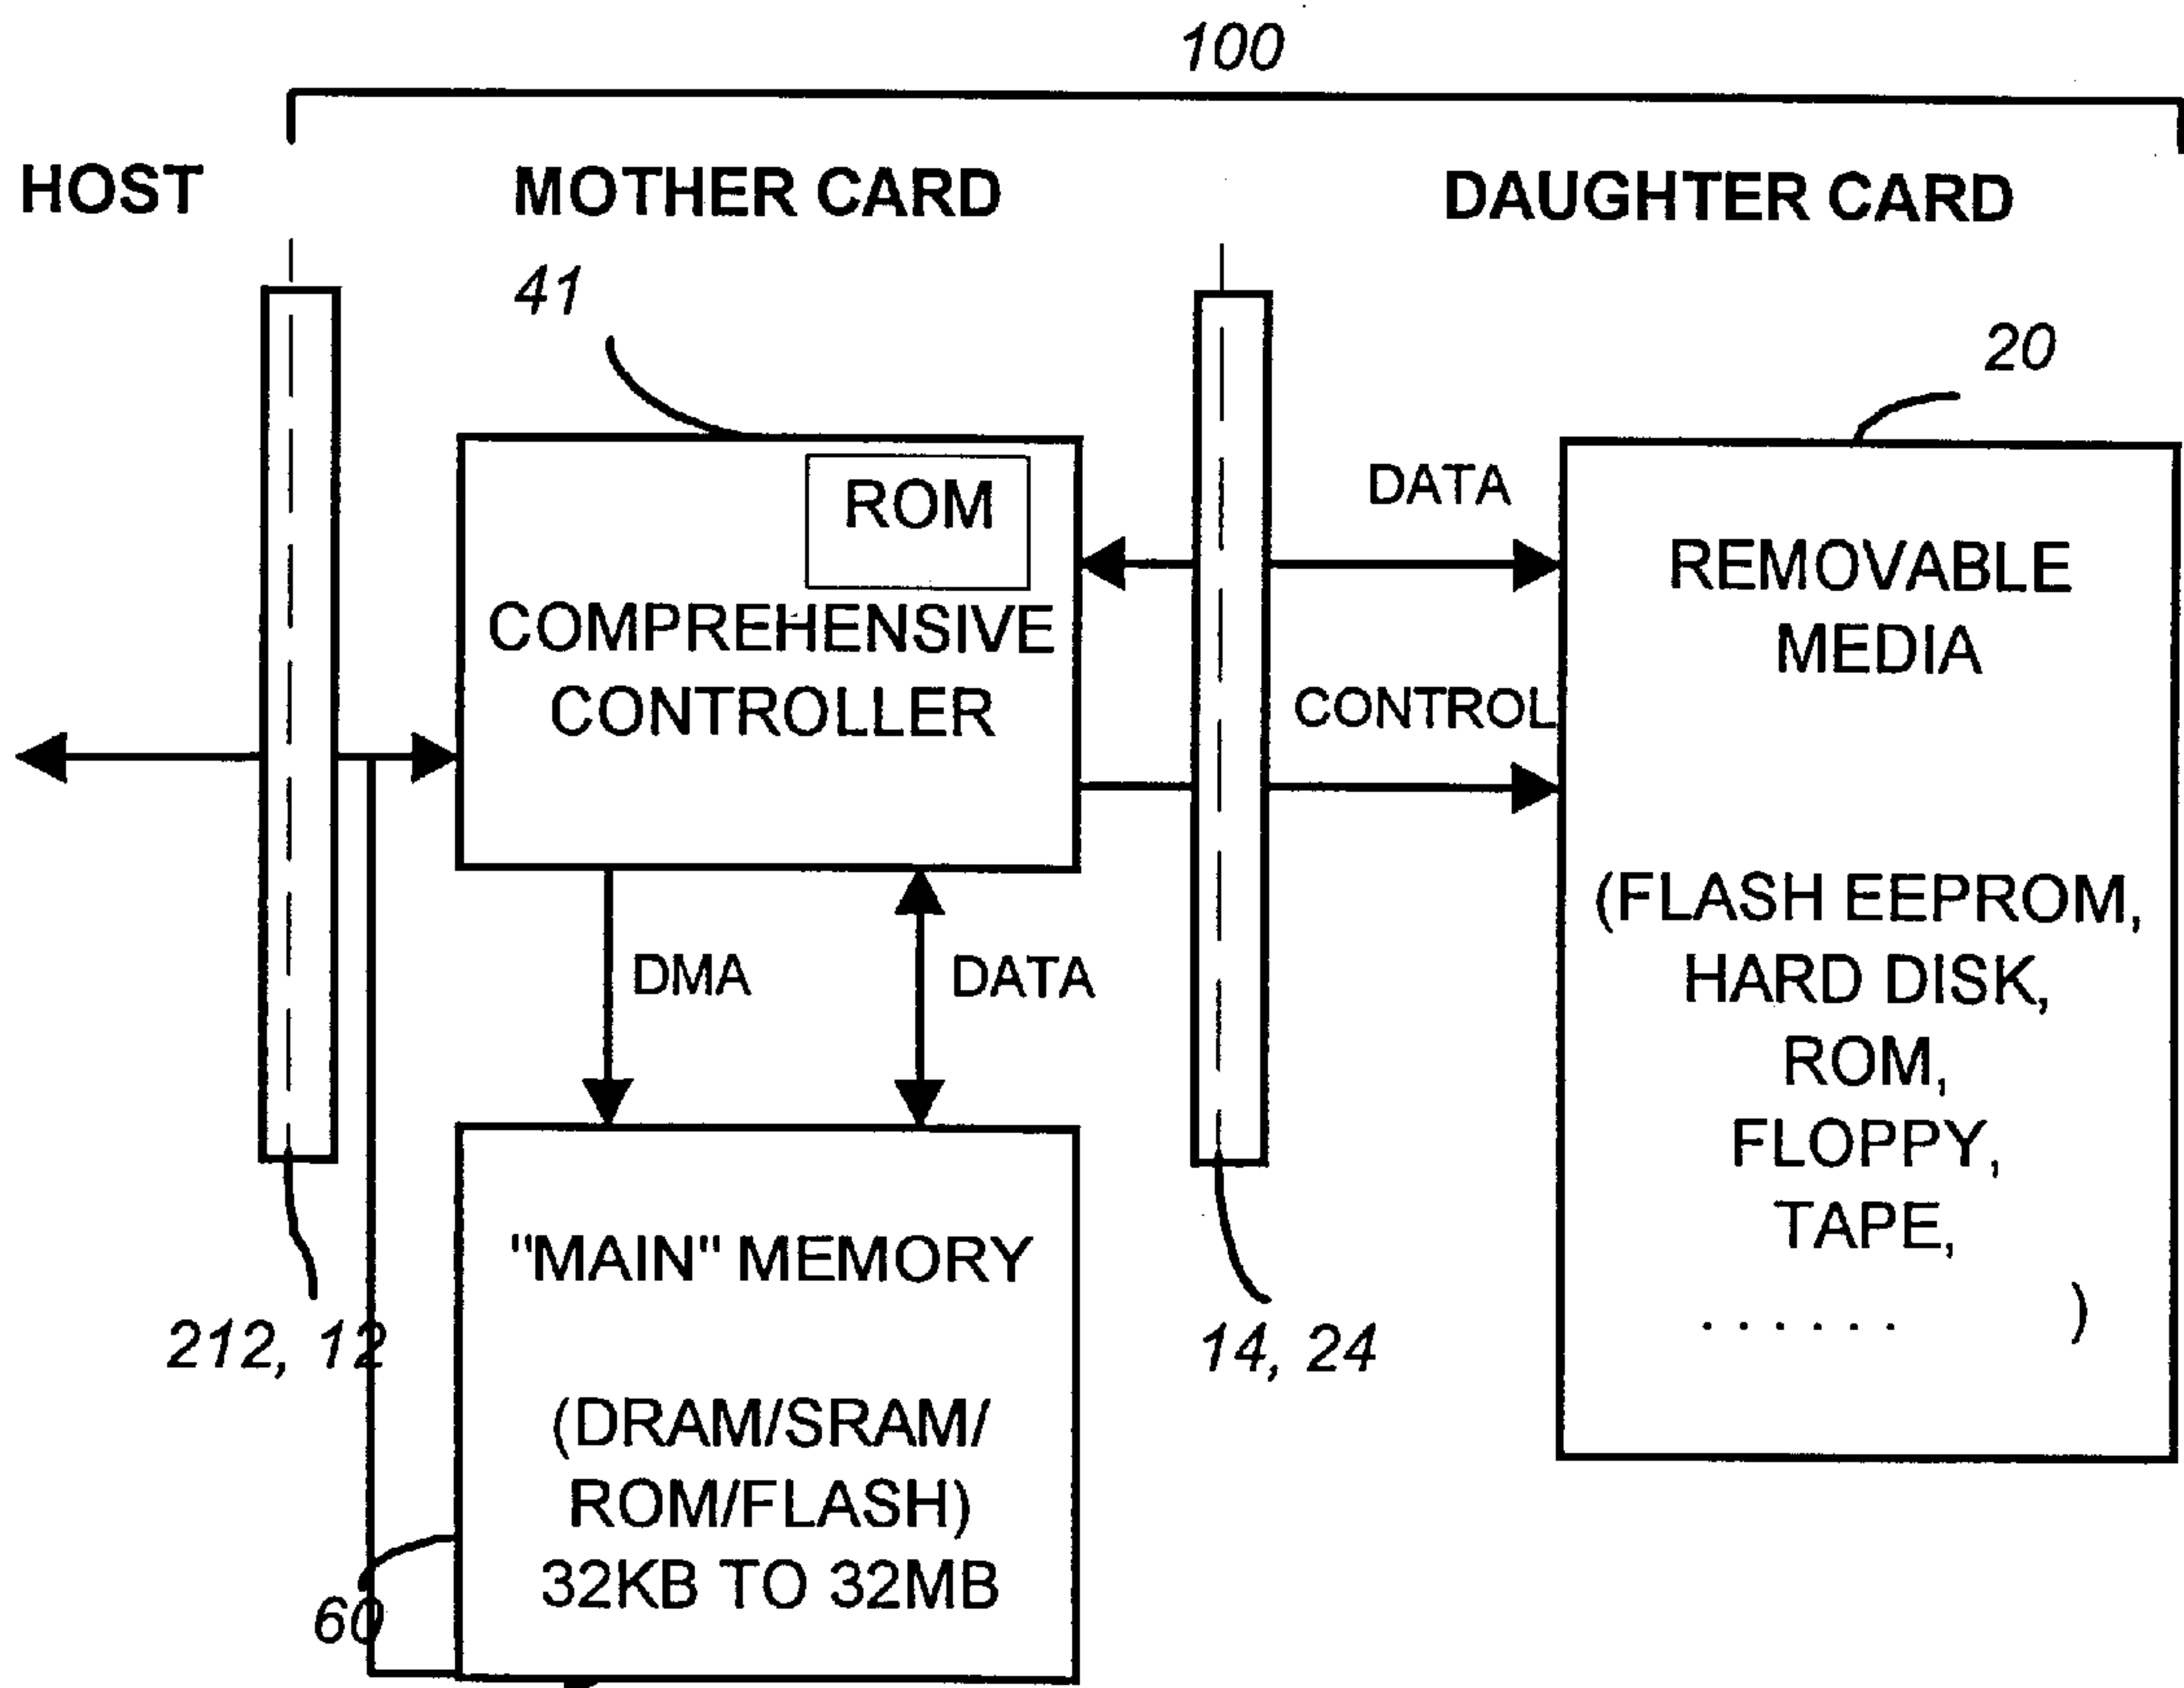 100
HOST
MOTHER CARD
DAUGHTER CARD
41
20
ROM
COMPREHENSIVE
CONTROLLER
DATA
CONTROL
REMOVABLE
MEDIA
(FLASH EEPROM,
HARD DISK,
ROM,
FLOPPY,
TAPE,
. . . . . . )
DMA
DATA
"MAIN" MEMORY
(DRAM/SRAM/
ROM/FLASH)
32KB TO 32MB
212, 12
14, 24
60